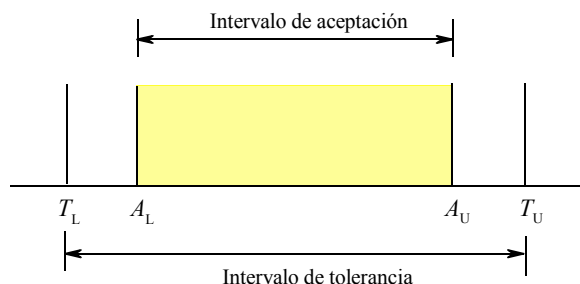 Intervalo de aceptación
T_L A_L A_U T_U
Intervalo de tolerancia